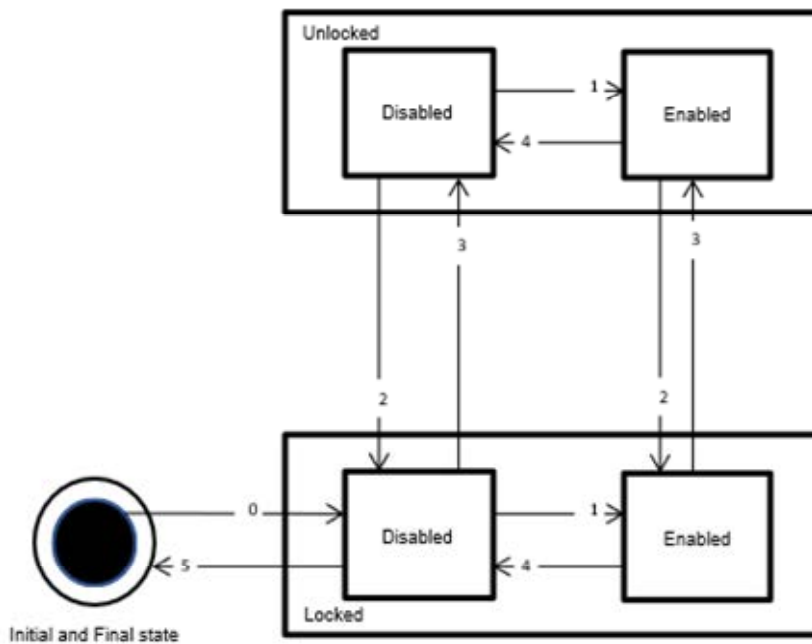 Unlocked
Disabled
1
Enabled
4
3
3
2
2
0
Disabled
1
Enabled
5
4
Locked
Initial and Final state